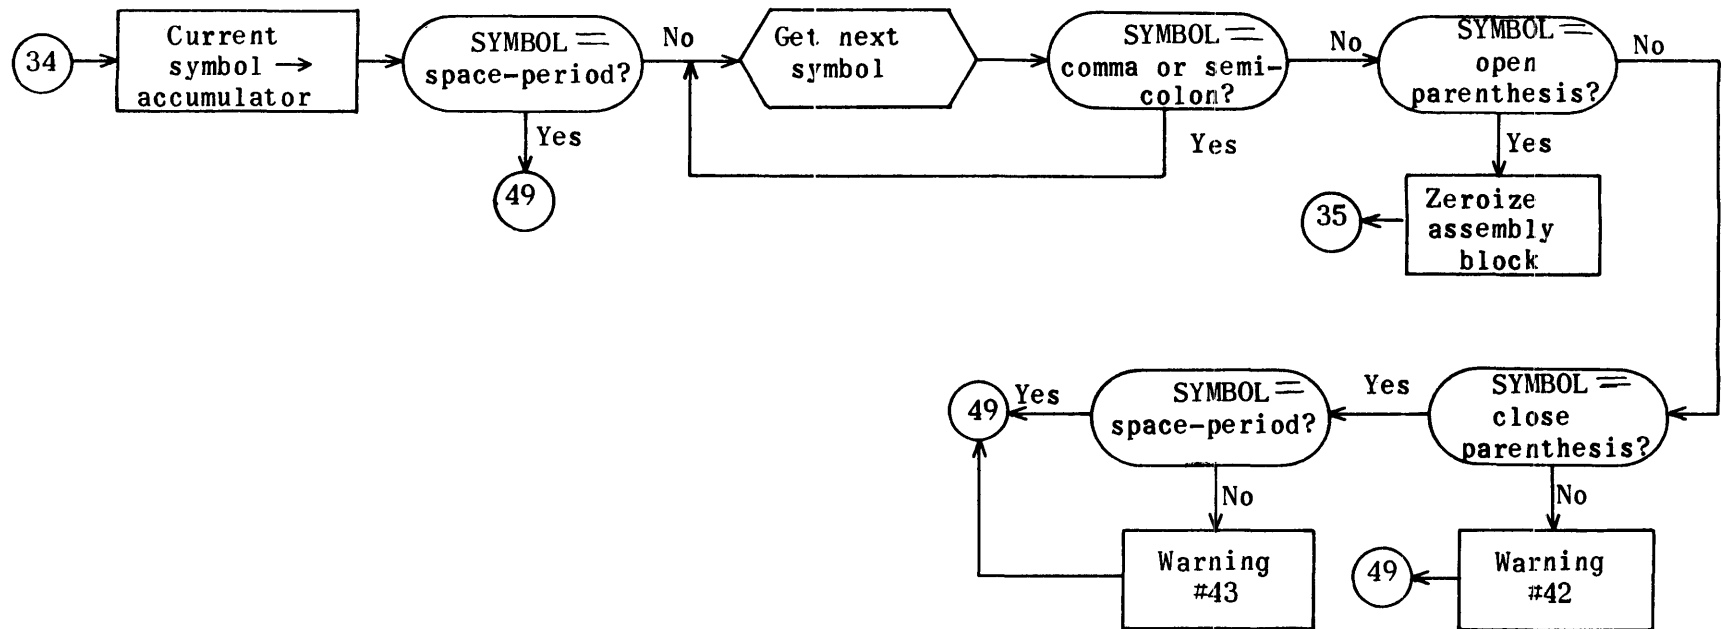 34
Current
symbol →
accumulator
SYMBOL =
space-period?
No
Yes
49
Get next
symbol
SYMBOL =
comma or semi-
colon?
No
Yes
SYMBOL =
open
parenthesis?
No
Yes
Zeroize
assembly
block
35
SYMBOL =
close
parenthesis?
Yes
No
SYMBOL =
space-period?
Yes
49
No
Warning
#43
Warning
#42
49